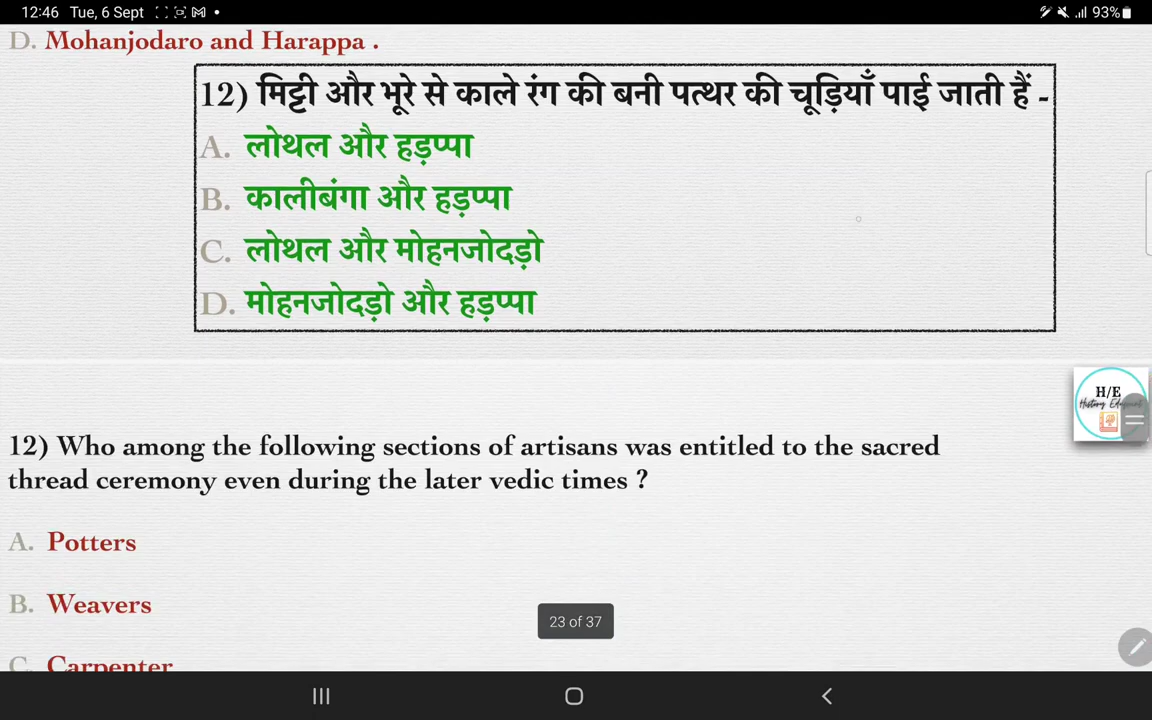 12:46 Tue, 6 Sept 93%
D. Mohanjodaro and Harappa .
12) मिट्टी और भूरे से काले रंग की बनी पत्थर की चूड़ियाँ पाई जाती हैं -
A. लोथल और हड़प्पा
B. कालीबंगा और हड़प्पा
C. लोथल और मोहनजोदड़ो
D. मोहनजोदड़ो और हड़प्पा
H/E
History
12) Who among the following sections of artisans was entitled to the sacred
thread ceremony even during the later vedic times ?
A. Potters
B. Weavers
23 of 37
C. Carpenter